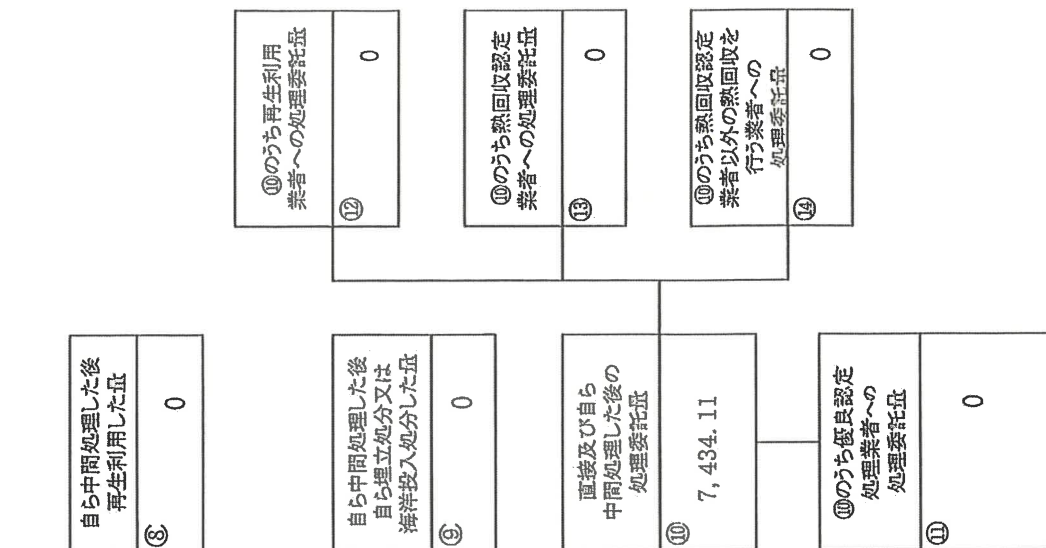 自ら中間処理した後
再生利用した量
⑧
0
自ら中間処理した後
自ら埋立処分又は
海洋投入処分した量
⑨
0
直接及び自ら
中間処理した後の
処理委託量
⑩
7,434.11
⑩のうち優良認定
処理業者への
処理委託量
⑪
0
⑩のうち再生利用
業者への処理委託量
⑫
0
⑩のうち熱回収認定
業者への処理委託量
⑬
0
⑩のうち熱回収認定
業者以外の熱回収を
行う業者への
処理委託量
⑭
0